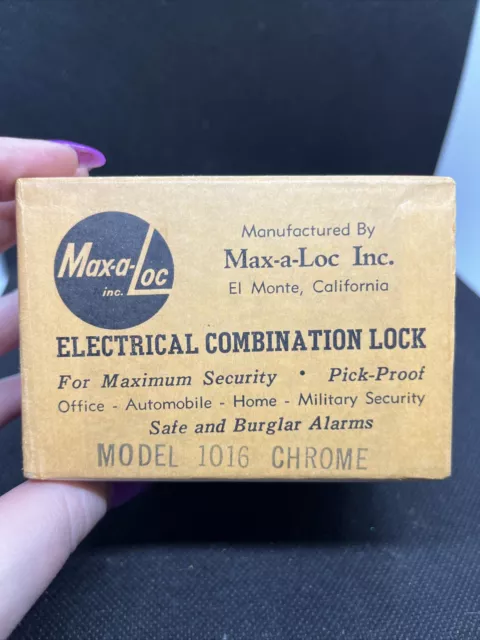 Max-a-Loc
inc.
Manufactured By
Max-a-Loc Inc.
El Monte, California
ELECTRICAL COMBINATION LOCK
For Maximum Security • Pick-Proof
Office - Automobile - Home - Military Security
Safe and Burglar Alarms
MODEL 1016 CHROME